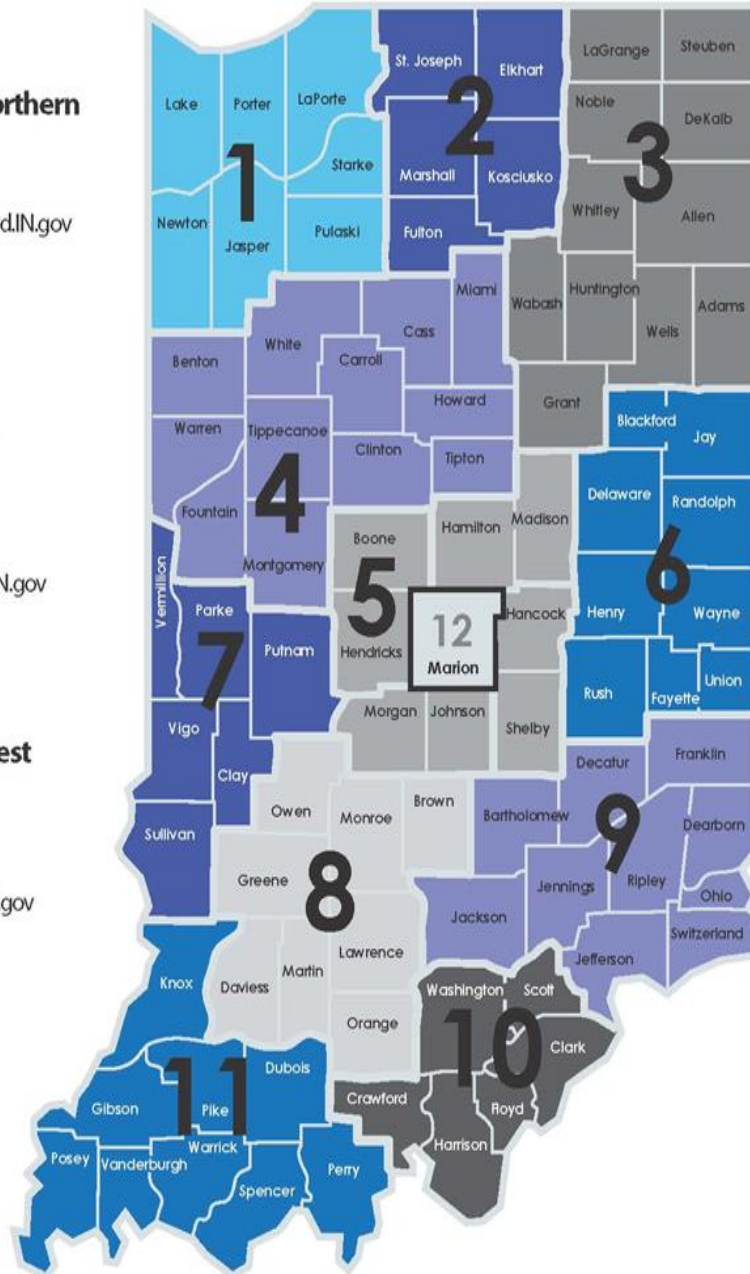 orthern
d.IN.gov
N.gov
est
.gov
LaGrange Steuben
St. Joseph Elkhart
Lake Porter LaPorte
Noble DeKalb
1 2 3
Starke Marshall Kosciusko
Newton Jasper Pulaski Fulton
Whitley Allen
Miami Wabash Huntington
Wells Adams
White Cass Carroll
Benton Howard Grant
Warren Tippecanoe
Clinton Tipton
Blackford Jay
4
Delaware Randolph
Fountain Hamilton Madison
Boone
Vermillion Montgomery
5 6
Parke Hancock Henry Wayne
12
Putnam Hendricks Marion
7
Rush Fayette Union
Vigo Morgan Johnson Shelby
Clay Decatur Franklin
Owen Monroe Brown Bartholomew
9
Sullivan Dearborn
Greene 8 Jennings Ripley
Jackson Ohio
Switzerland
Lawrence Jefferson
Knox Daviess Martin
Washington Scott
Orange 10 Clark
Dubois
11
Gibson Pike Crawford Floyd
Harrison
Posey Vanderburgh Warrick
Spencer Perry